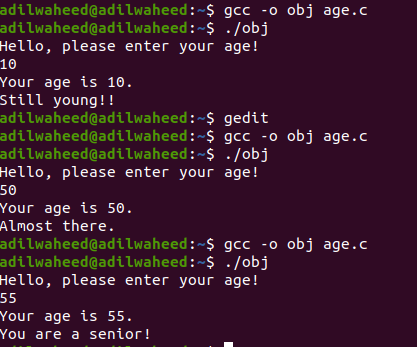 adilwaheed@adilwaheed:~$ gcc -o obj age.c
adilwaheed@adilwaheed:~$ ./obj
Hello, please enter your age!
10
Your age is 10.
Still young!!
adilwaheed@adilwaheed:~$ gedit
adilwaheed@adilwaheed:~$ gcc -o obj age.c
adilwaheed@adilwaheed:~$ ./obj
Hello, please enter your age!
50
Your age is 50.
Almost there.
adilwaheed@adilwaheed:~$ gcc -o obj age.c
adilwaheed@adilwaheed:~$ ./obj
Hello, please enter your age!
55
Your age is 55.
You are a senior!
adilwaheed@adilwaheed:~$